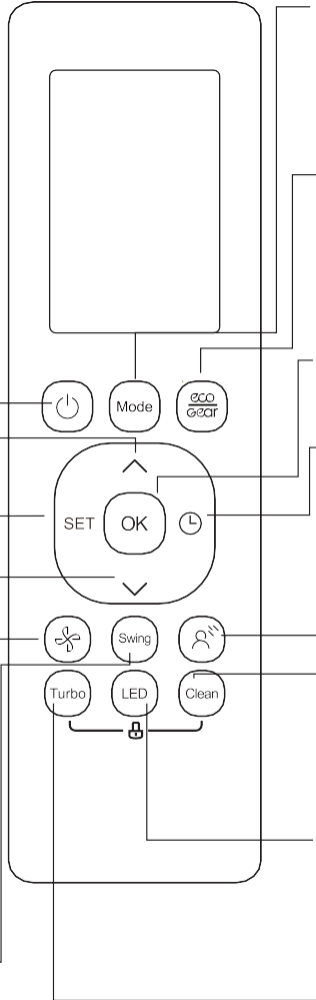 Mode
eco
Gear
SET
OK
Swing
Turbo
LED
Clean